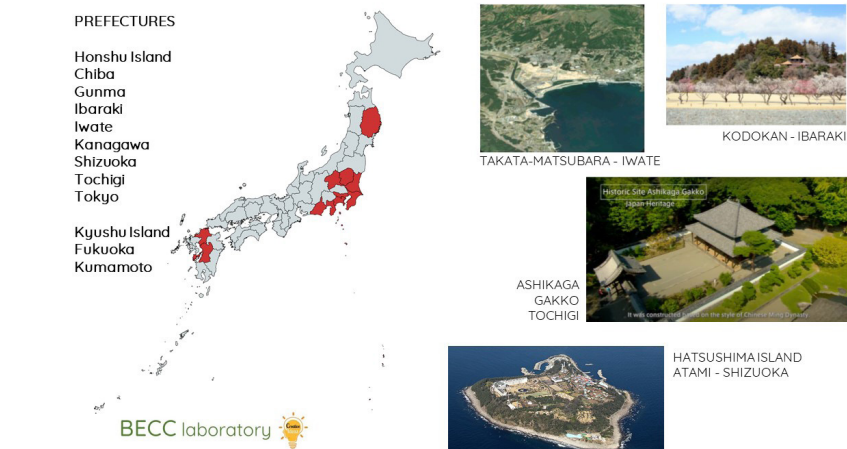 PREFECTURES
Honshu Island
Chiba
Gunma
Ibaraki
Iwate
Kanagawa
Shizuoka
Tochigi
Tokyo
Kyushu Island
Fukuoka
Kumamoto
BECC laboratory
TAKATA-MATSUBARA - IWATE
KODOKAN - IBARAKI
Historic Site Ashikaga Gakko
Japan Heritage
It was constructed based on the style of Chinese Ming Dynasty
ASHIKAGA
GAKKO
TOCHIGI
HATSUSHIMA ISLAND
ATAMI - SHIZUOKA